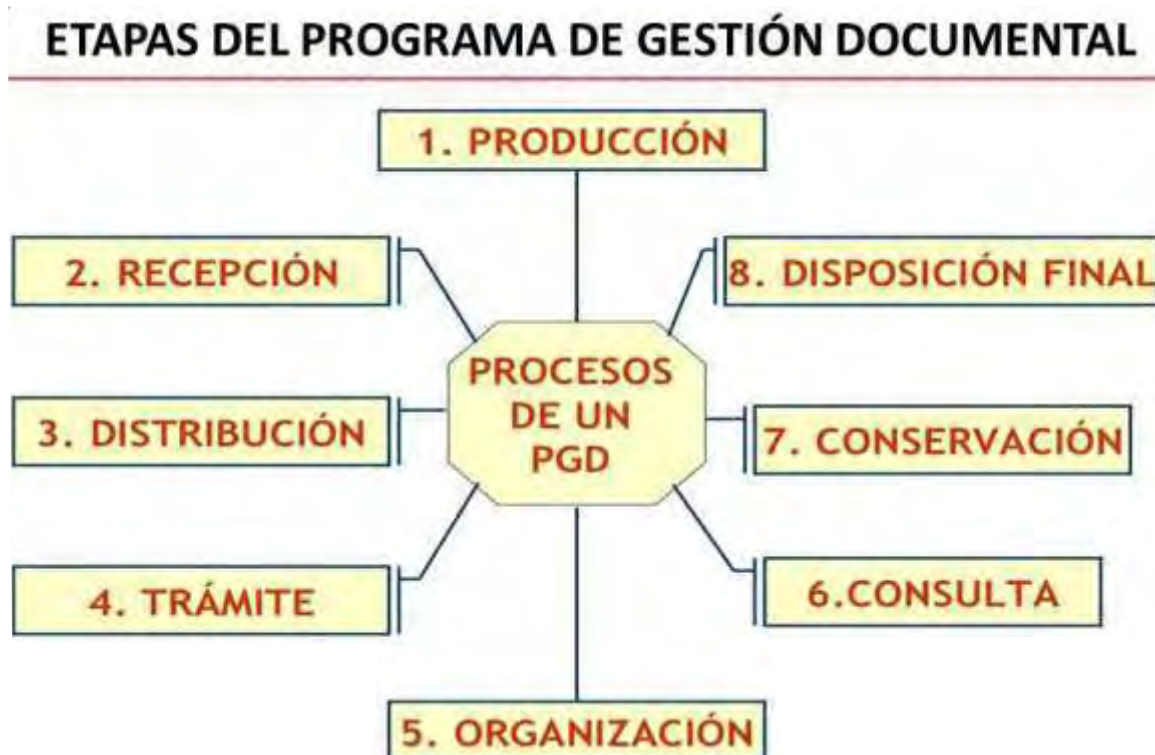 ETAPAS DEL PROGRAMA DE GESTIÓN DOCUMENTAL
1. PRODUCCIÓN
2. RECEPCIÓN
8. DISPOSICIÓN FINAL
PROCESOS
DE UN
PGD
3. DISTRIBUCIÓN
7. CONSERVACIÓN
4. TRÁMITE
6.CONSULTA
5. ORGANIZACIÓN